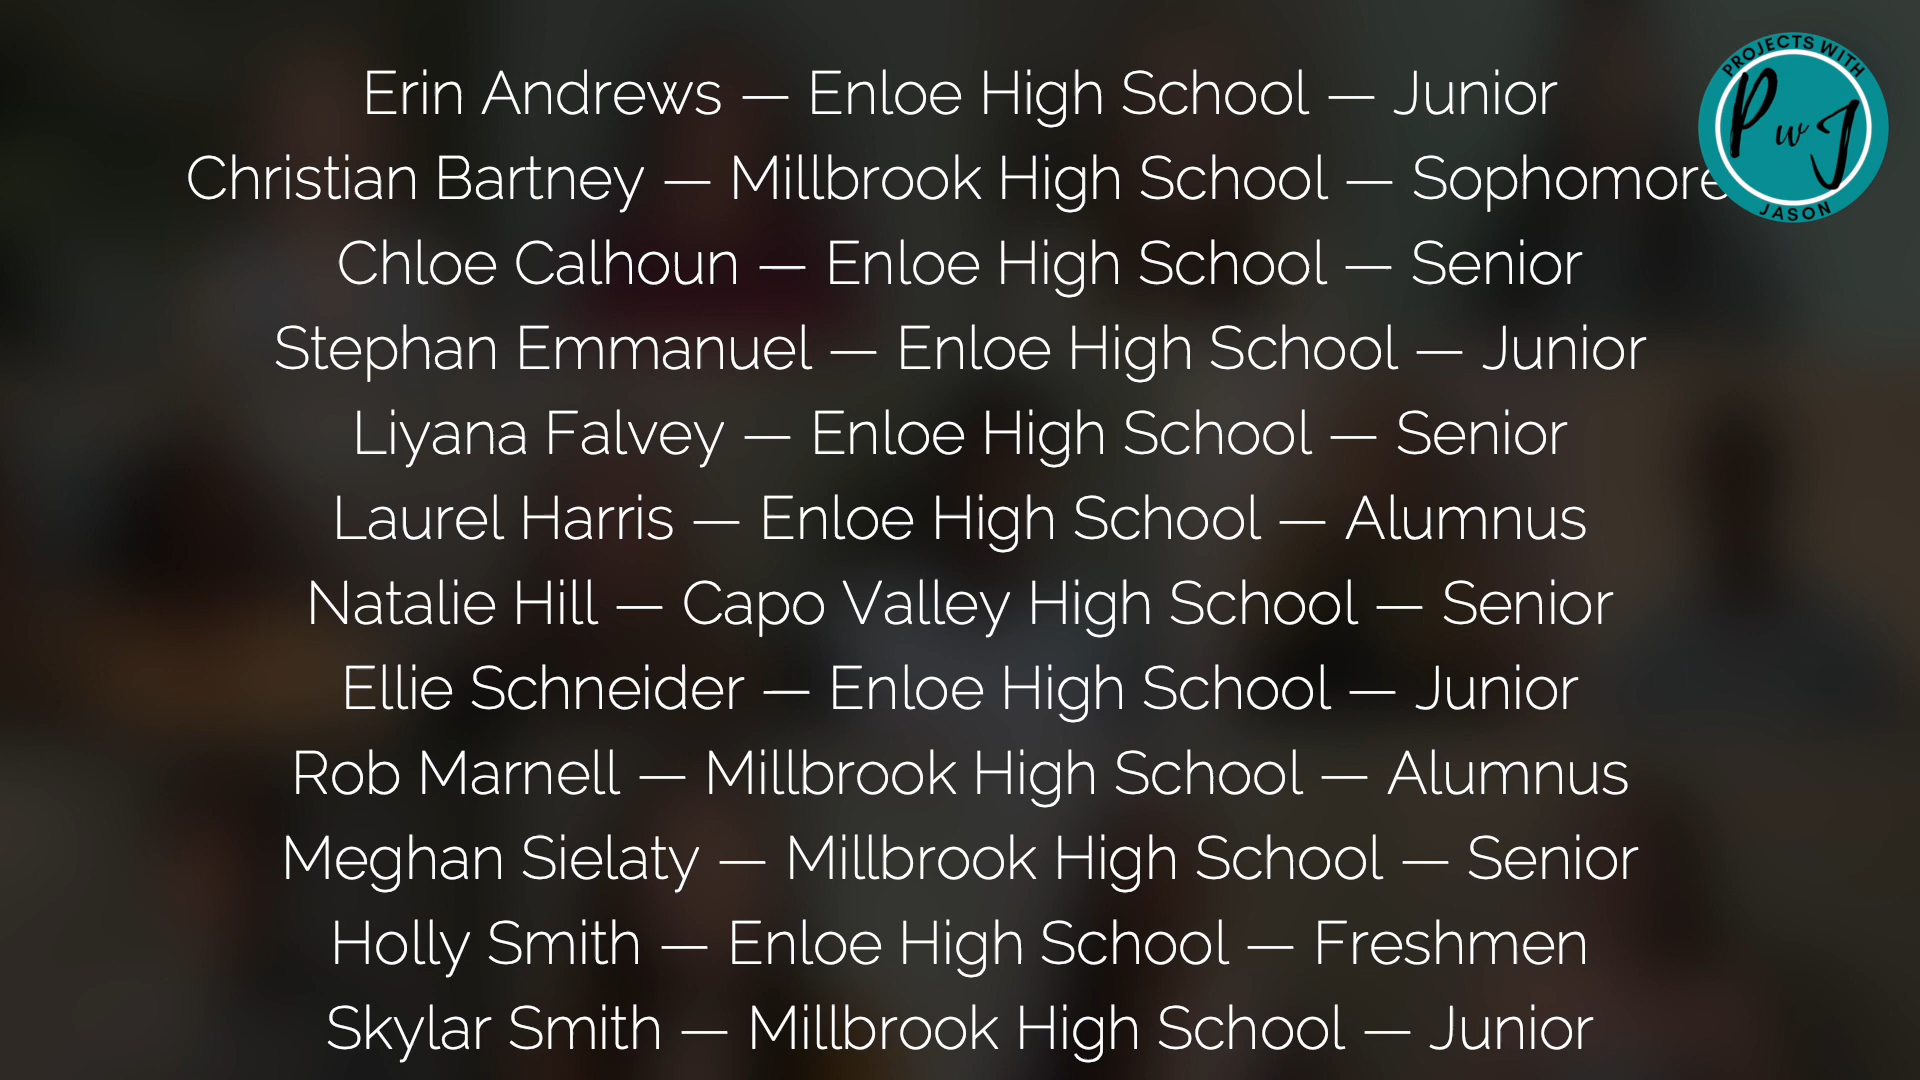 Erin Andrews — Enloe High School — Junior
Christian Bartney — Millbrook High School — Sophomore
Chloe Calhoun — Enloe High School — Senior
Stephan Emmanuel — Enloe High School — Junior
Liyana Falvey — Enloe High School — Senior
Laurel Harris — Enloe High School — Alumnus
Natalie Hill — Capo Valley High School — Senior
Ellie Schneider — Enloe High School — Junior
Rob Marnell — Millbrook High School — Alumnus
Meghan Sielaty — Millbrook High School — Senior
Holly Smith — Enloe High School — Freshmen
Skylar Smith — Millbrook High School — Junior
PROJECTS WITH
PwJ
JASON